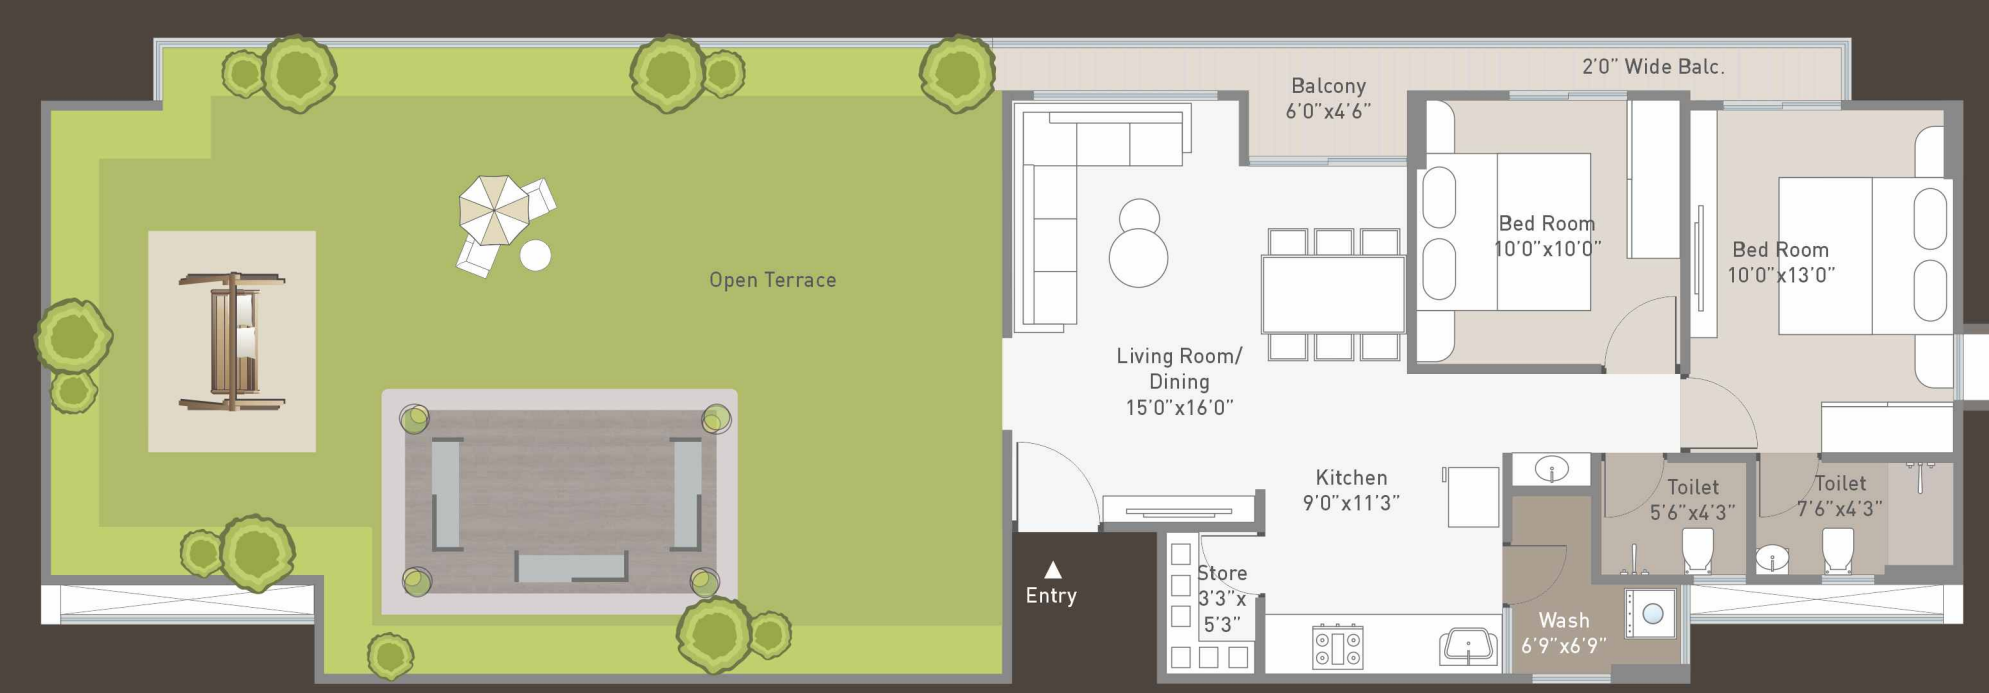 2'0" Wide Balc.
Balcony
6'0"x4'6"
Bed Room
10'0"x10'0"
Bed Room
10'0"x13'0"
Open Terrace
Living Room/
Dining
15'0"x16'0"
Kitchen
9'0"x11'3"
Toilet
5'6"x4'3"
Toilet
7'6"x4'3"
Store
3'3"x
5'3"
Entry
Wash
6'9"x6'9"